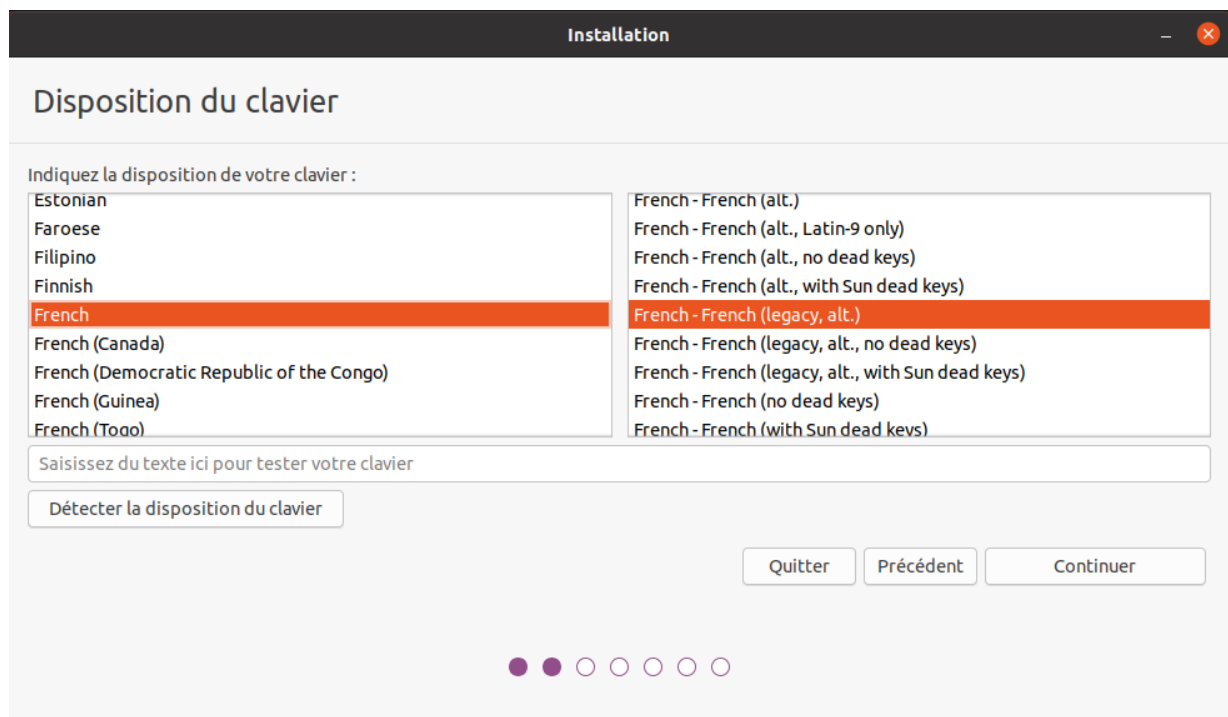 Installation
Disposition du clavier
Indiquez la disposition de votre clavier :
Estonian
Faroese
Filipino
Finnish
French
French (Canada)
French (Democratic Republic of the Congo)
French (Guinea)
French (Togo)
French - French (alt.)
French - French (alt., Latin-9 only)
French - French (alt., no dead keys)
French - French (alt., with Sun dead keys)
French - French (legacy, alt.)
French - French (legacy, alt., no dead keys)
French - French (legacy, alt., with Sun dead keys)
French - French (no dead keys)
French - French (with Sun dead keys)
Saisissez du texte ici pour tester votre clavier
Détecter la disposition du clavier
Quitter Précédent Continuer